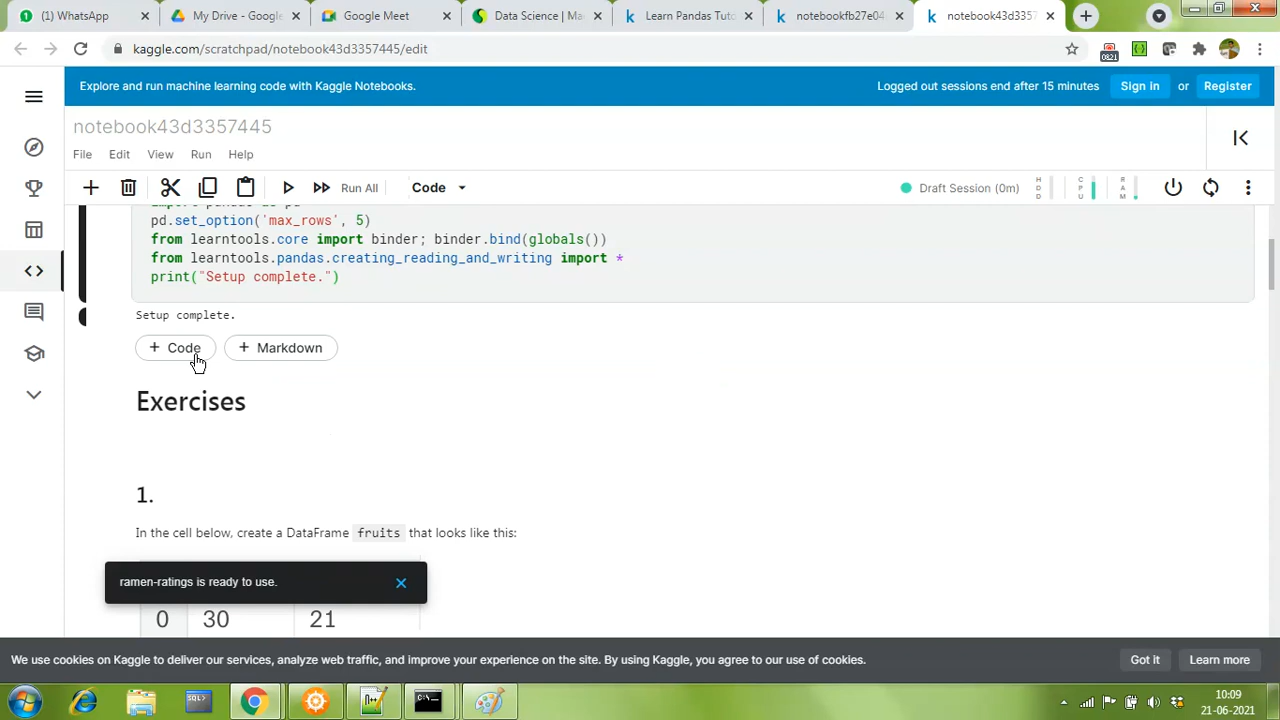 (1) WhatsApp
My Drive - Google
Google Meet
Data Science | Ma
Learn Pandas Tuto
notebookfb27e04
notebook43d3357
kaggle.com/scratchpad/notebook43d3357445/edit
0821
Explore and run machine learning code with Kaggle Notebooks.
Logged out sessions end after 15 minutes
Sign in
or
Register
notebook43d3357445
File Edit View Run Help
Run All
Code
Draft Session (0m)
HDD
CPU
RAM
pd.set_option('max_rows', 5)
from learntools.core import binder; binder.bind(globals())
from learntools.pandas.creating_reading_and_writing import *
print("Setup complete.")
Setup complete.
+ Code
+ Markdown
Exercises
1.
In the cell below, create a DataFrame fruits that looks like this:
ramen-ratings is ready to use.
0 30 21
We use cookies on Kaggle to deliver our services, analyze web traffic, and improve your experience on the site. By using Kaggle, you agree to our use of cookies.
Got it
Learn more
10:09
21-06-2021